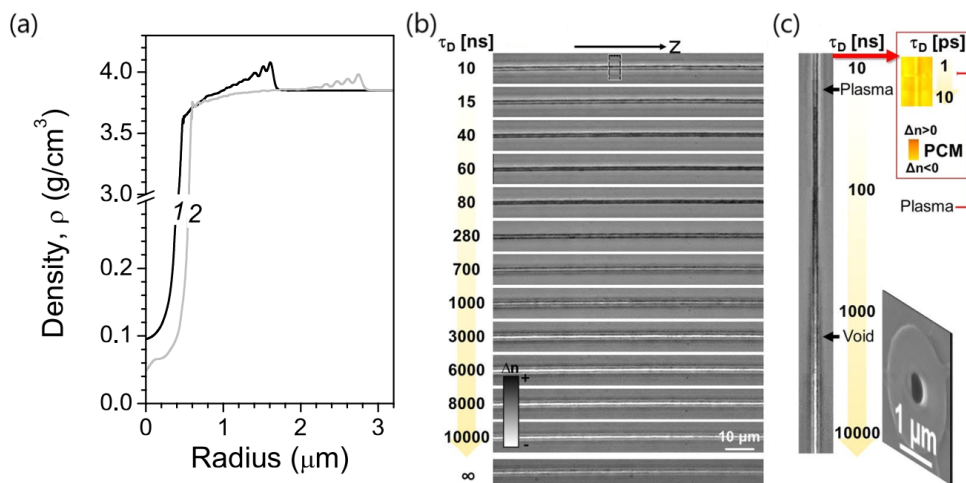 (a)
Density, ρ (g/cm³)
4.0
3.5
3.0
0.2
0.1
0.0
1
2
0
1
2
3
Radius (μm)
(b)
τD [ns]
Z
10
15
40
60
80
280
700
1000
3000
6000
8000
10000
∞
Δn
+
-
10 μm
(c)
τD [ns]
10
Plasma
100
1000
Void
10000
τD [ps]
1
10
Δn>0
PCM
Δn<0
Plasma
1 μm